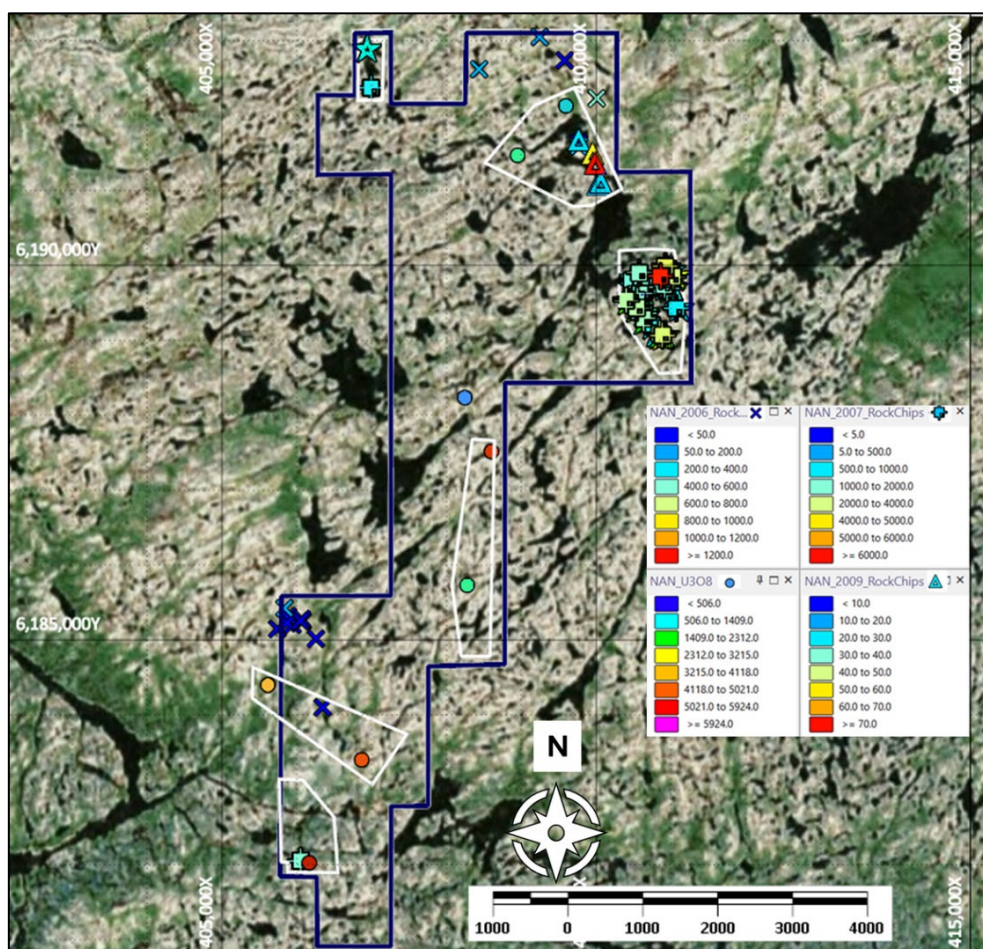 405,000X
410,000X
415,000X
6,190,000Y
NAN_2006_Rock...
< 50.0
50.0 to 200.0
200.0 to 400.0
400.0 to 600.0
600.0 to 800.0
800.0 to 1000.0
1000.0 to 1200.0
>= 1200.0
NAN_2007_RockChips
< 5.0
5.0 to 500.0
500.0 to 1000.0
1000.0 to 2000.0
2000.0 to 4000.0
4000.0 to 5000.0
5000.0 to 6000.0
>= 6000.0
NAN_U3O8
< 506.0
506.0 to 1409.0
1409.0 to 2312.0
2312.0 to 3215.0
3215.0 to 4118.0
4118.0 to 5021.0
5021.0 to 5924.0
>= 5924.0
NAN_2009_RockChips
< 10.0
10.0 to 20.0
20.0 to 30.0
30.0 to 40.0
40.0 to 50.0
50.0 to 60.0
60.0 to 70.0
>= 70.0
6,185,000Y
N
405,000X
415,000X
1000 0 1000 2000 3000 4000